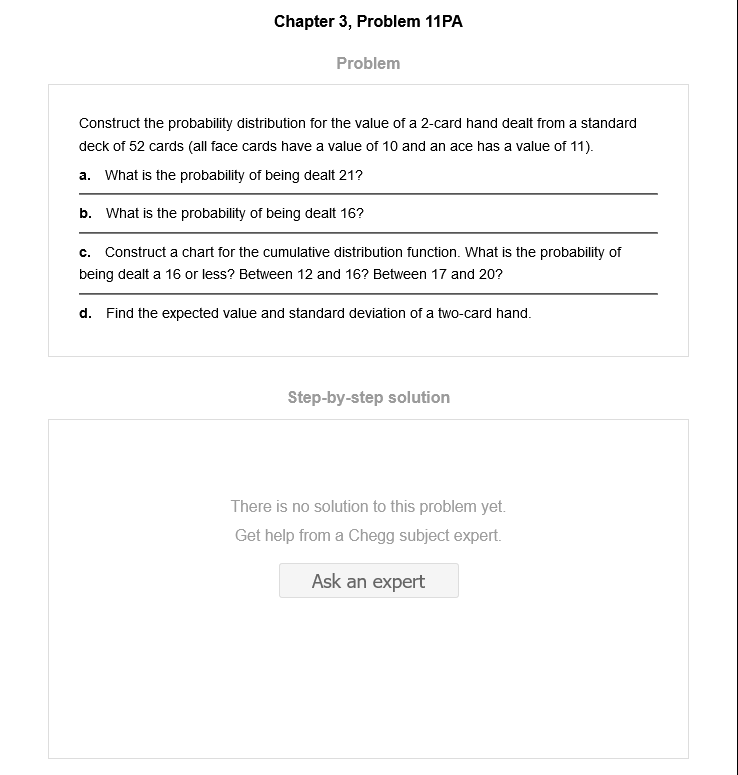 Chapter 3, Problem 11PA
Problem
Construct the probability distribution for the value of a 2-card hand dealt from a standard
deck of 52 cards (all face cards have a value of 10 and an ace has a value of 11).
a. What is the probability of being dealt 21?
b. What is the probability of being dealt 16?
c. Construct a chart for the cumulative distribution function. What is the probability of
being dealt a 16 or less? Between 12 and 16? Between 17 and 20?
d. Find the expected value and standard deviation of a two-card hand.
Step-by-step solution
There is no solution to this problem yet.
Get help from a Chegg subject expert.
Ask an expert